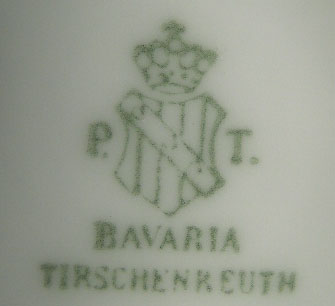 P. T.
BAVARIA
TIRSCHENREUTH